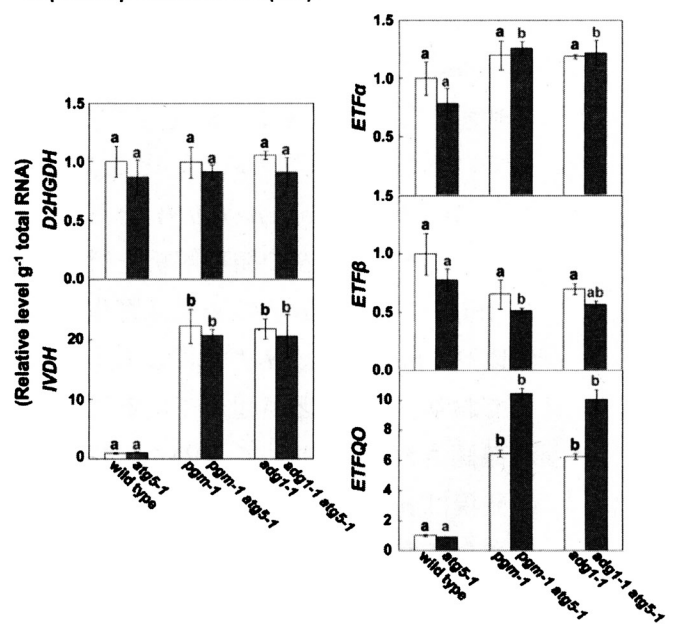 (Relative level g-1 total RNA)
D2HGDH
1.5
a a a a a a
1.0
0.5
0.0
IVDH
b b b b
20
10
a a
0
wild type
atg5-1
pgm-1
pgm-1 atg5-1
adg1-1
adg1-1 atg5-1
ETFα
1.5
a a a b a b
1.0
0.5
1.5
ETFβ
a a a b a ab
1.0
0.5
0.0
ETFQO
b b
10
8
b b
6
4
2
a a
0
wild type
atg5-1
pgm-1
pgm-1 atg5-1
adg1-1
adg1-1 atg5-1